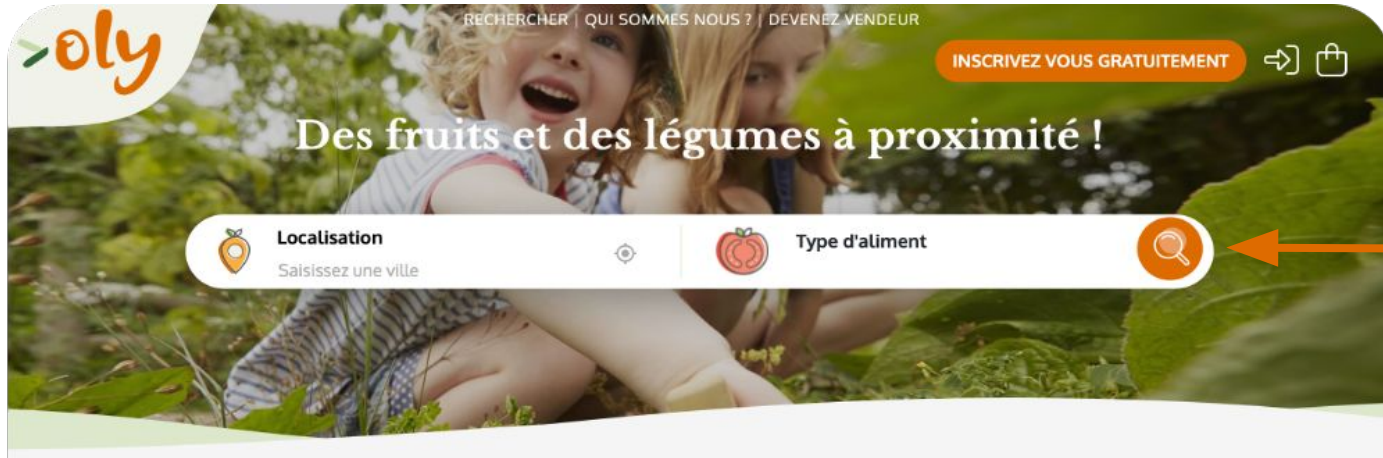 oly
RECHERCHER | QUI SOMMES NOUS ? | DEVENEZ VENDEUR
INSCRIVEZ VOUS GRATUITEMENT
Des fruits et des légumes à proximité !
Localisation
Saisissez une ville
Type d'aliment